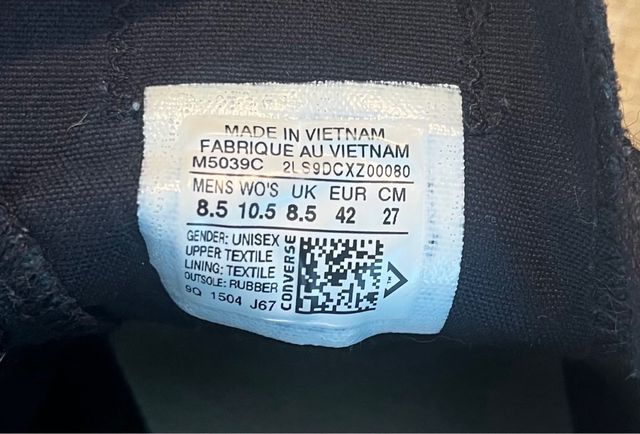 MADE IN VIETNAM
FABRIQUE AU VIETNAM
M5039C 2LS9DCXZ00080
MENS WO'S UK EUR CM
8.5 10.5 8.5 42 27
GENDER: UNISEX
UPPER: TEXTILE
LINING: TEXTILE
OUTSOLE: RUBBER
9Q 1504 J67
CONVERSE